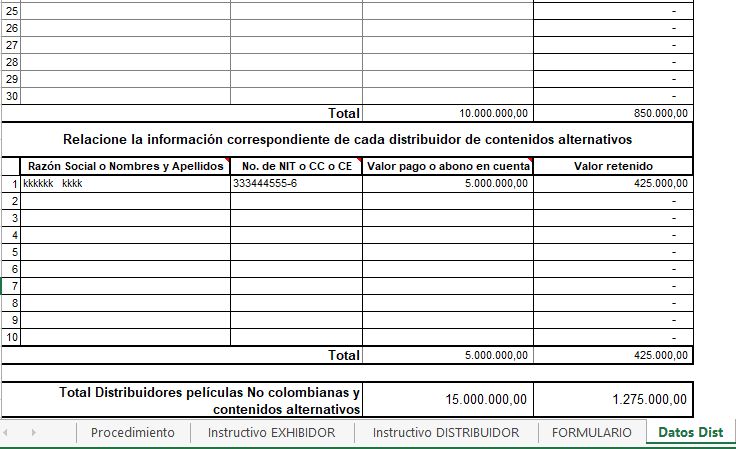 25 -
26 -
27 -
28 -
29 -
30 -
Total 10.000.000,00 850.000,00
Relacione la información correspondiente de cada distribuidor de contenidos alternativos
Razón Social o Nombres y Apellidos No. de NIT o CC o CE Valor pago o abono en cuenta Valor retenido
1 kkkkkk kkkk 333444555-6 5.000.000,00 425.000,00
2 -
3 -
4 -
5 -
6 -
7 -
8 -
9 -
10 -
Total 5.000.000,00 425.000,00
Total Distribuidores películas No colombianas y
contenidos alternativos 15.000.000,00 1.275.000,00
Procedimiento Instructivo EXHIBIDOR Instructivo DISTRIBUIDOR FORMULARIO Datos Dist